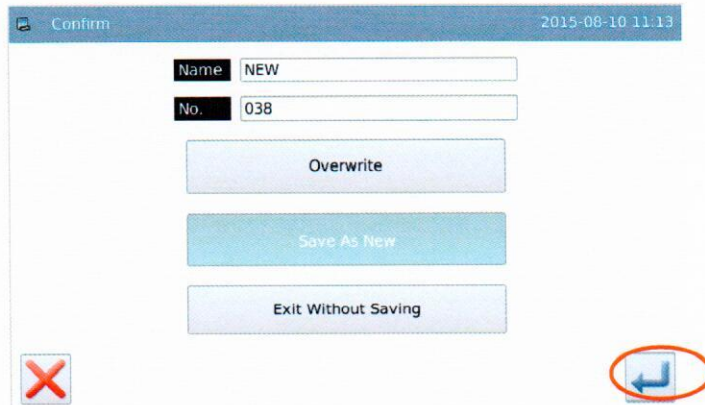 Confirm 2015-08-10 11:13
Name NEW
No. 038
Overwrite
Save As New
Exit Without Saving